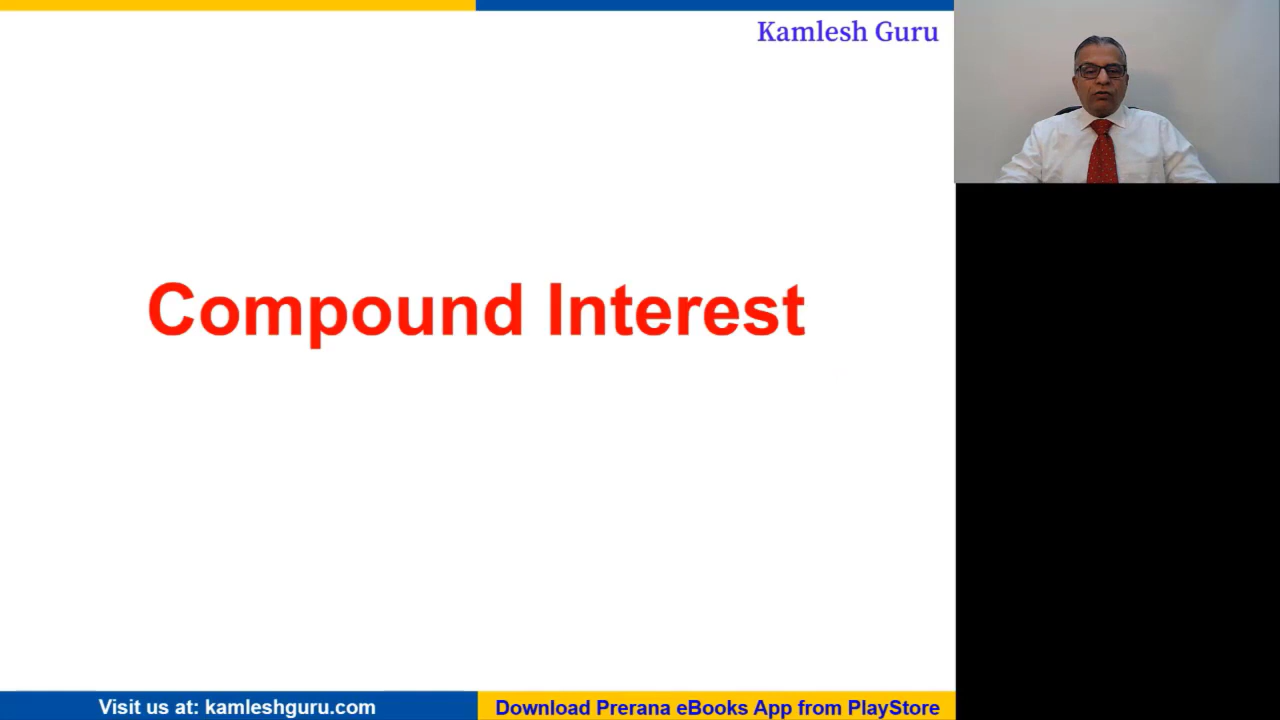 Kamlesh Guru
Compound Interest
Visit us at: kamleshguru.com
Download Prerana eBooks App from PlayStore